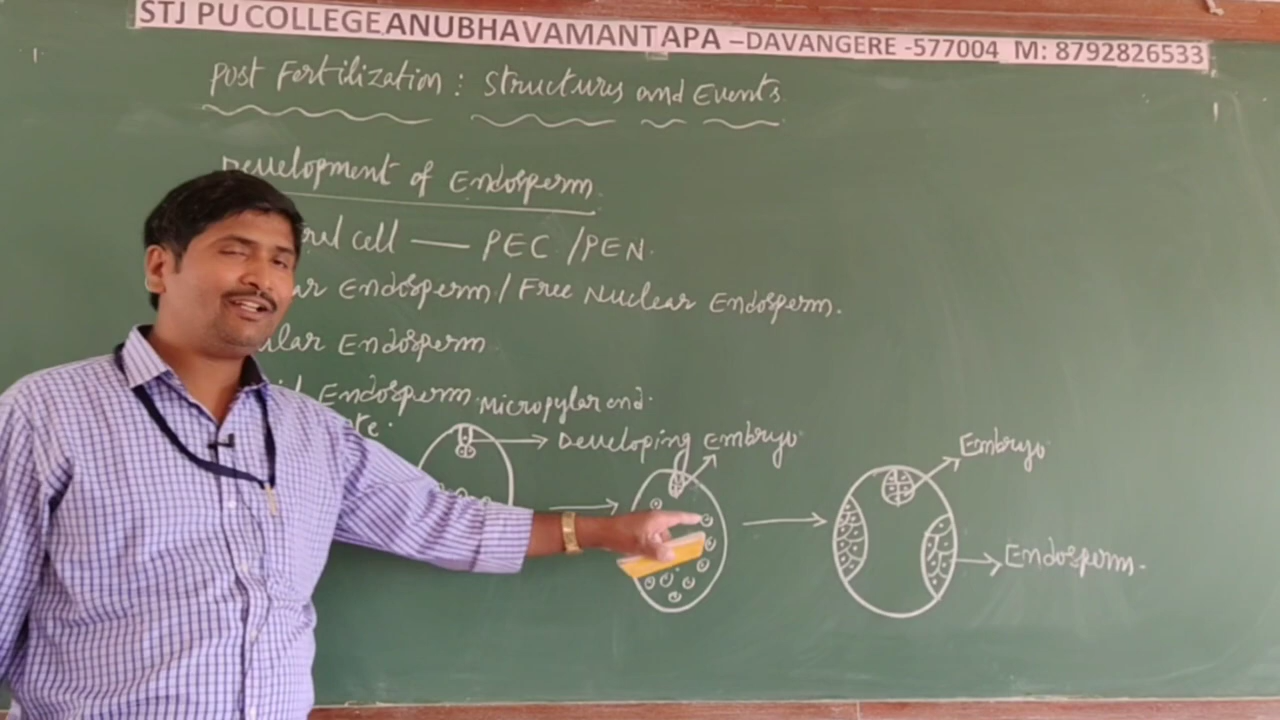 STJ PU COLLEGE ANUBHAVAMANTAPA –DAVANGERE -577004 M: 8792826533
Post Fertilization : Structures and Events
Development of Endosperm
cell — PEC /PEN.
Endosperm / Free Nuclear Endosperm.
Endosperm
Endosperm
Micropylar end.
Developing Embryo
Embryo
Endosperm.